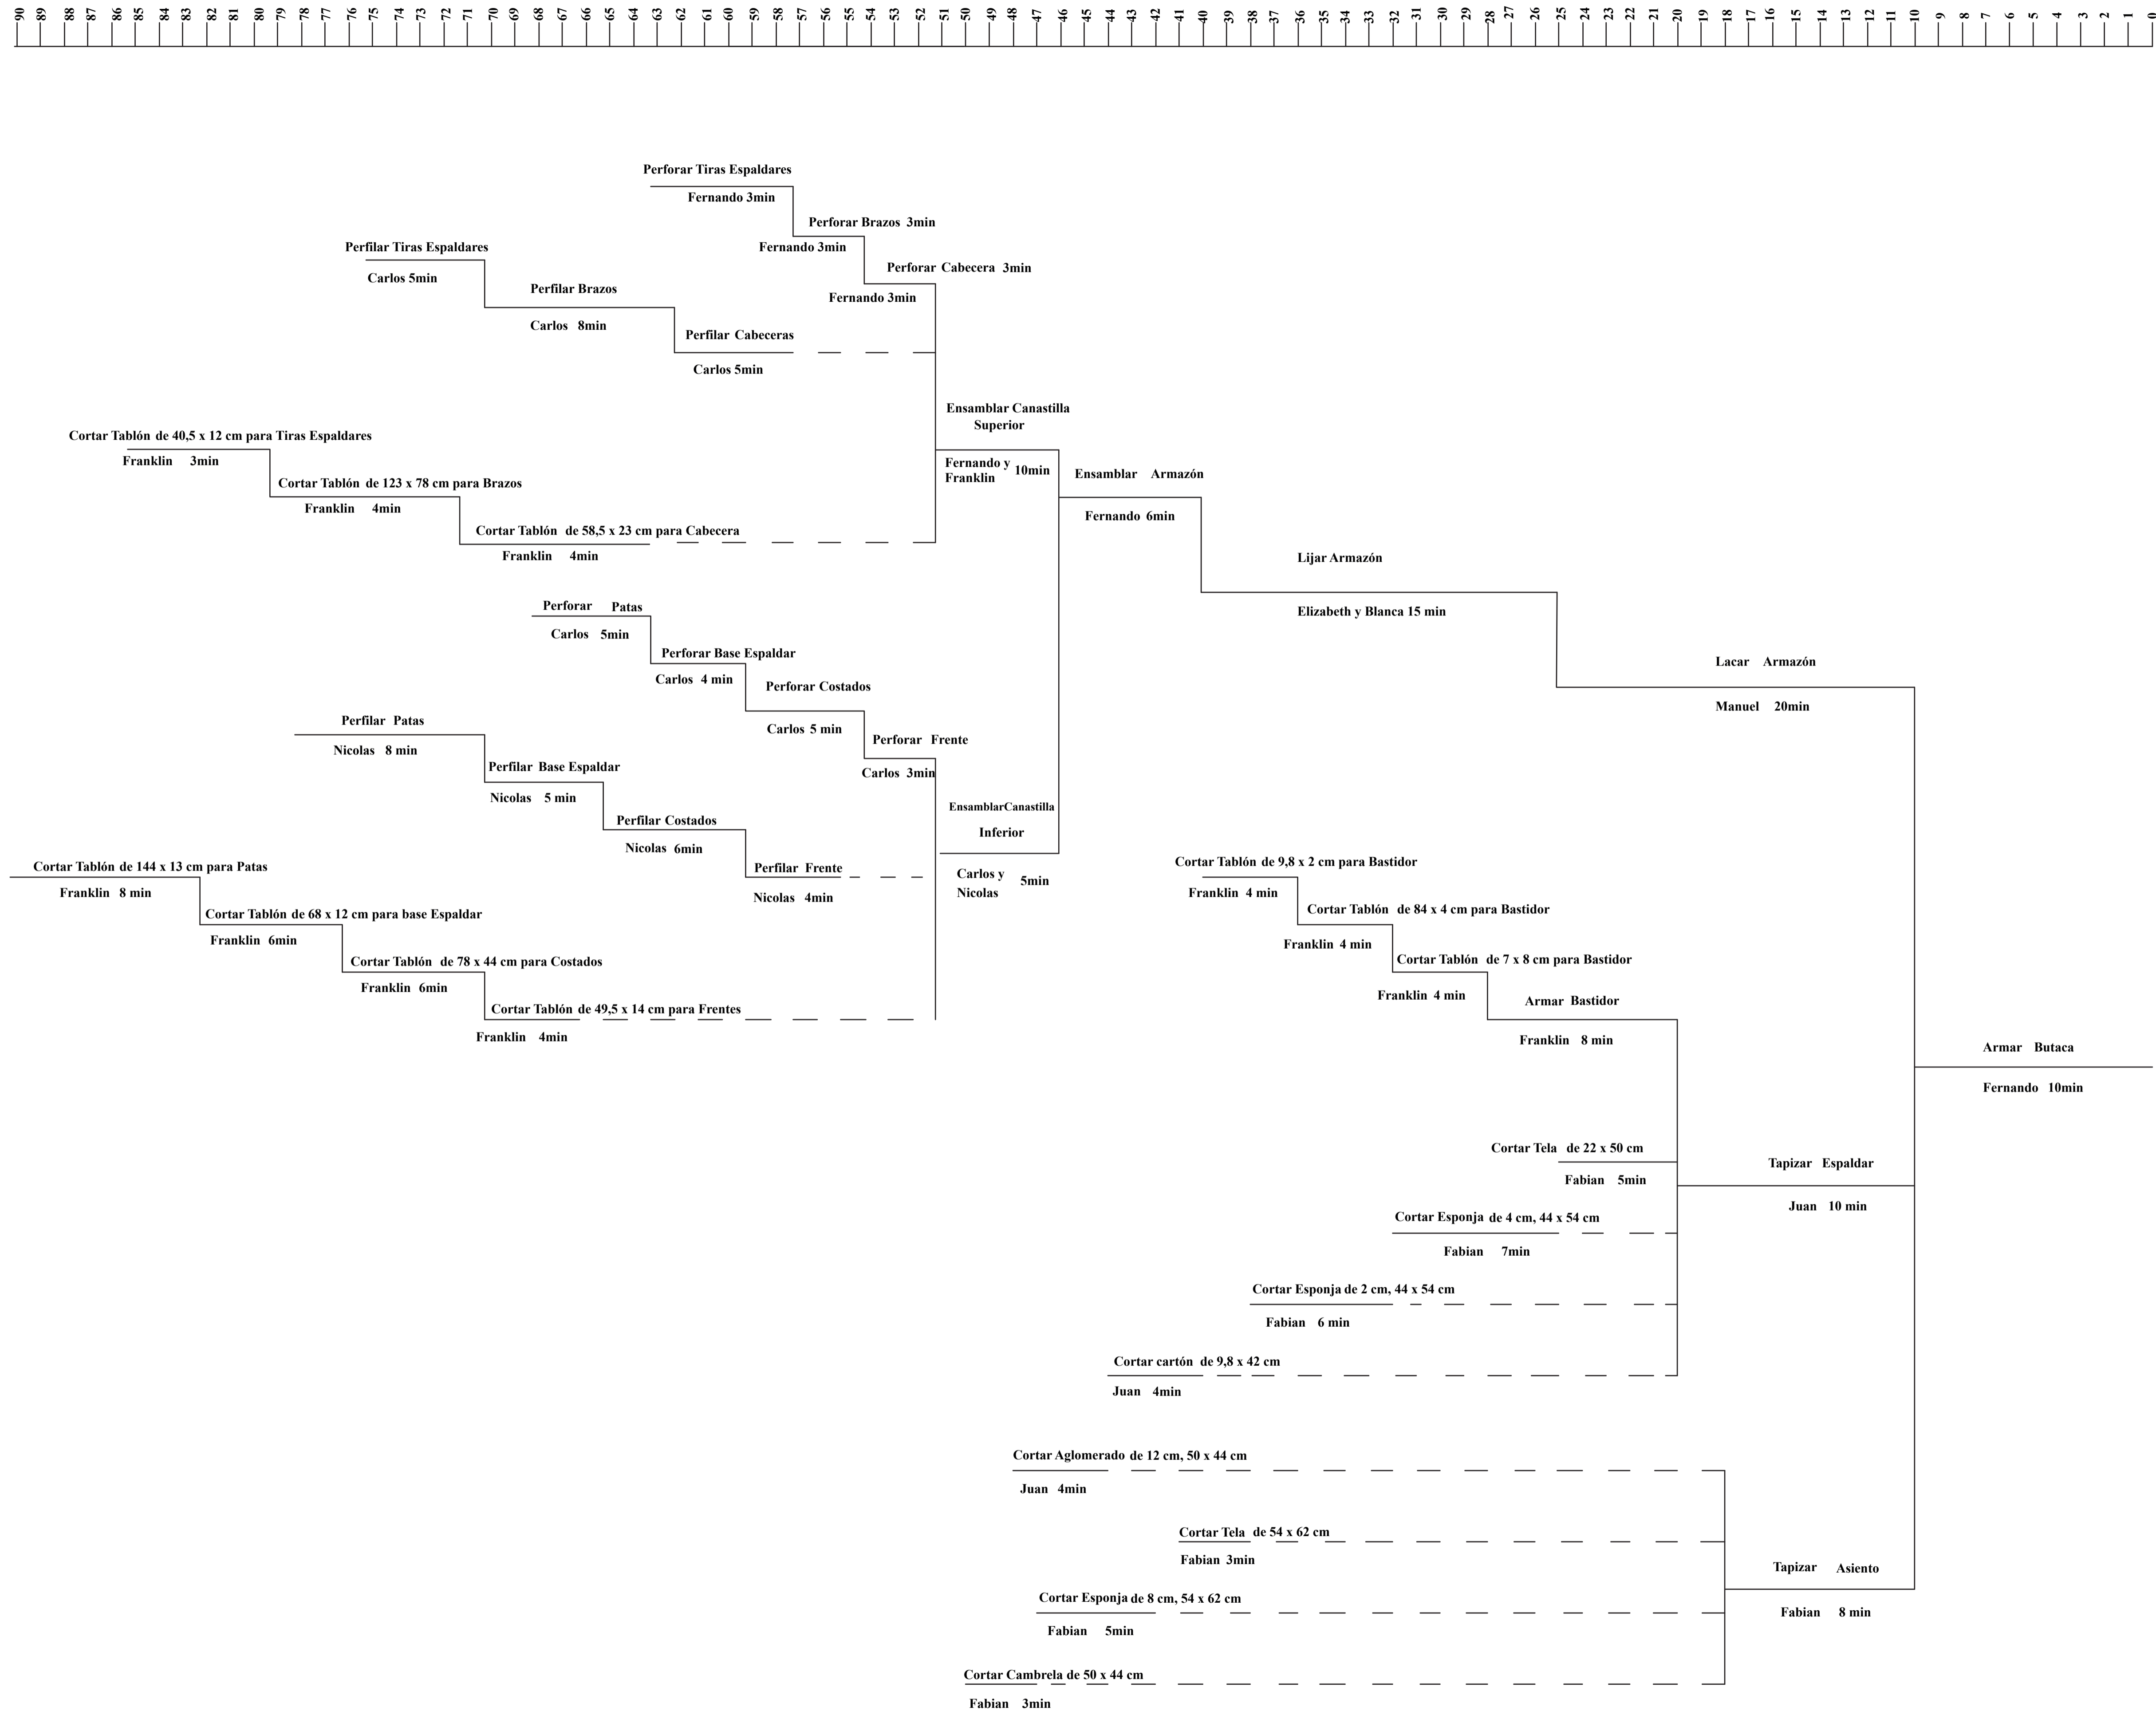 90 89 88 87 86 85 84 83 82 81 80 79 78 77 76 75 74 73 72 71 70 69 68 67 66 65 64 63 62 61 60 59 58 57 56 55 54 53 52 51 50 49 48 47 46 45 44 43 42 41 40 39 38 37 36 35 34 33 32 31 30 29 28 27 26 25 24 23 22 21 20 19 18 17 16 15 14 13 12 11 10 9 8 7 6 5 4 3 2 1 0
Perforar Tiras Espaldares
Fernando 3min
Perforar Brazos 3min
Fernando 3min
Perforar Cabecera 3min
Fernando 3min
Perfilar Tiras Espaldares
Carlos 5min
Perfilar Brazos
Carlos 8min
Perfilar Cabeceras
Carlos 5min
Ensamblar Canastilla
Superior
Fernando y
Franklin
10min
Cortar Tablón de 40,5 x 12 cm para Tiras Espaldares
Franklin 3min
Cortar Tablón de 123 x 78 cm para Brazos
Franklin 4min
Cortar Tablón de 58,5 x 23 cm para Cabecera
Franklin 4min
Ensamblar Armazón
Fernando 6min
Lijar Armazón
Elizabeth y Blanca 15 min
Lacar Armazón
Manuel 20min
Perforar Patas
Carlos 5min
Perforar Base Espaldar
Carlos 4 min
Perforar Costados
Carlos 5 min
Perforar Frente
Carlos 3min
Perfilar Patas
Nicolas 8 min
Perfilar Base Espaldar
Nicolas 5 min
Perfilar Costados
Nicolas 6min
Perfilar Frente
Nicolas 4min
EnsamblarCanastilla
Inferior
Carlos y
Nicolas
5min
Cortar Tablón de 144 x 13 cm para Patas
Franklin 8 min
Cortar Tablón de 68 x 12 cm para base Espaldar
Franklin 6min
Cortar Tablón de 78 x 44 cm para Costados
Franklin 6min
Cortar Tablón de 49,5 x 14 cm para Frentes
Franklin 4min
Cortar Tablón de 9,8 x 2 cm para Bastidor
Franklin 4 min
Cortar Tablón de 84 x 4 cm para Bastidor
Franklin 4 min
Cortar Tablón de 7 x 8 cm para Bastidor
Franklin 4 min
Armar Bastidor
Franklin 8 min
Armar Butaca
Fernando 10min
Cortar Tela de 22 x 50 cm
Fabian 5min
Tapizar Espaldar
Juan 10 min
Cortar Esponja de 4 cm, 44 x 54 cm
Fabian 7min
Cortar Esponja de 2 cm, 44 x 54 cm
Fabian 6 min
Cortar cartón de 9,8 x 42 cm
Juan 4min
Cortar Aglomerado de 12 cm, 50 x 44 cm
Juan 4min
Cortar Tela de 54 x 62 cm
Fabian 3min
Tapizar Asiento
Fabian 8 min
Cortar Esponja de 8 cm, 54 x 62 cm
Fabian 5min
Cortar Cambrela de 50 x 44 cm
Fabian 3min